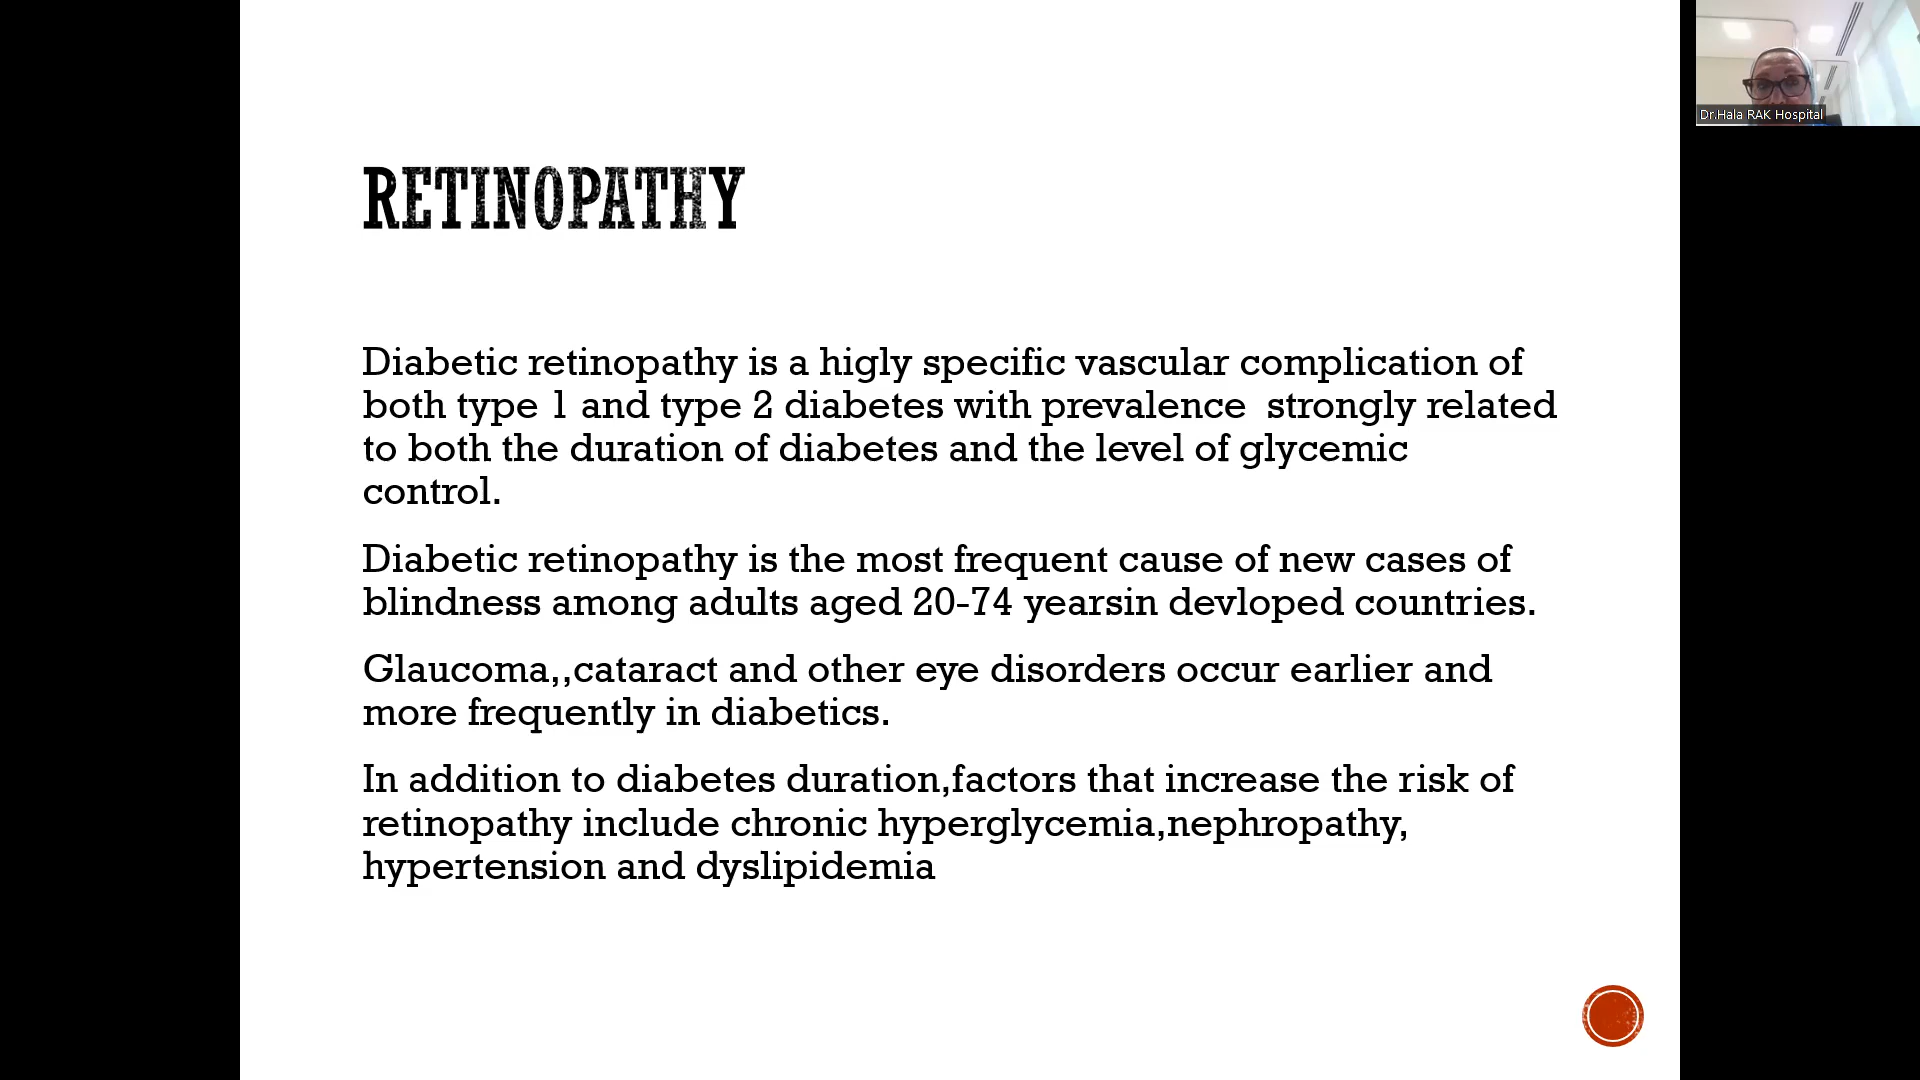 Dr.Hala RAK Hospital
RETINOPATHY
Diabetic retinopathy is a higly specific vascular complication of
both type 1 and type 2 diabetes with prevalence  strongly related
to both the duration of diabetes and the level of glycemic
control.
Diabetic retinopathy is the most frequent cause of new cases of
blindness among adults aged 20-74 yearsin devloped countries.
Glaucoma,,cataract and other eye disorders occur earlier and
more frequently in diabetics.
In addition to diabetes duration,factors that increase the risk of
retinopathy include chronic hyperglycemia,nephropathy,
hypertension and dyslipidemia